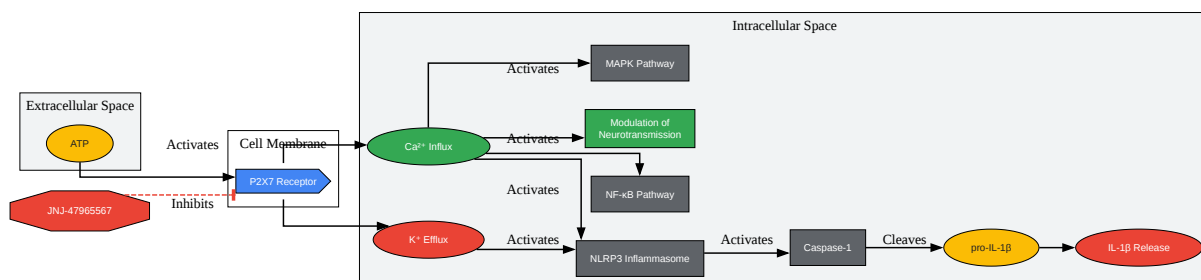 Intracellular Space
MAPK Pathway
Activates
Extracellular Space
ATP
Activates
Cell Membrane
P2X7 Receptor
Ca²⁺ Influx
Activates
Modulation of
Neurotransmission
JNJ-47965567
Inhibits
Activates
NF-κB Pathway
K⁺ Efflux
Activates
NLRP3 Inflammasome
Activates
Caspase-1
Cleaves
pro-IL-1β
IL-1β Release